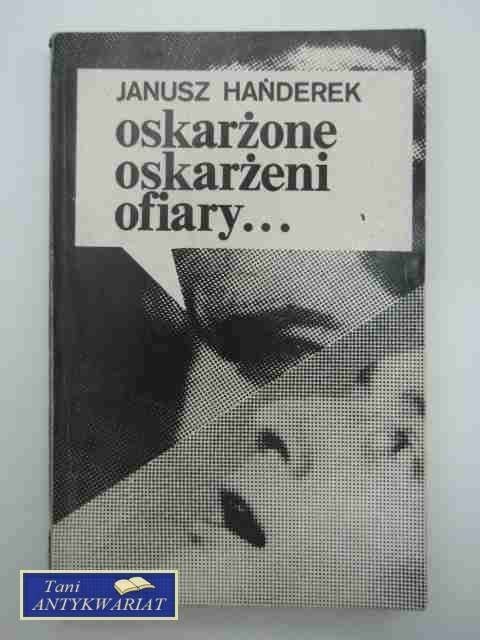 JANUSZ HAŃDEREK
oskarżone
oskarżeni
ofiary...
Tani
ANTYKWARIAT